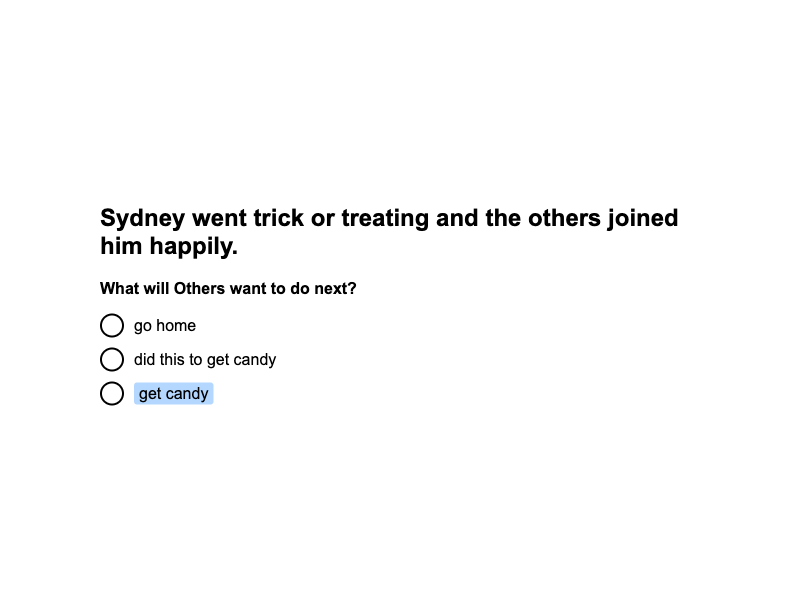 Sydney went trick or treating and the others joined
him happily.
What will Others want to do next?
go home
did this to get candy
get candy